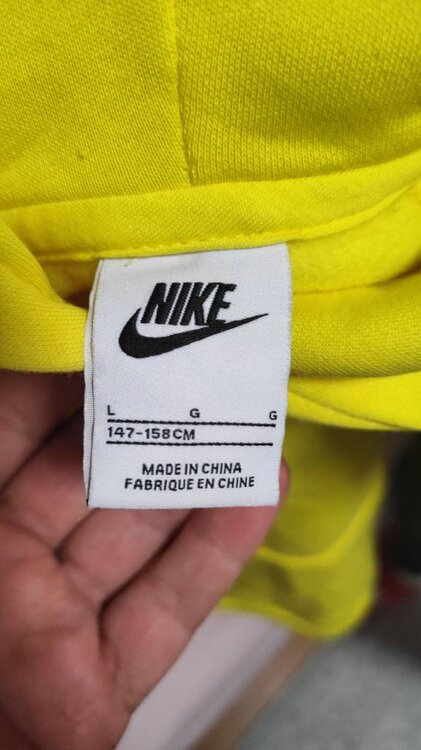 NIKE
L G G
147-158CM
MADE IN CHINA
FABRIQUE EN CHINE